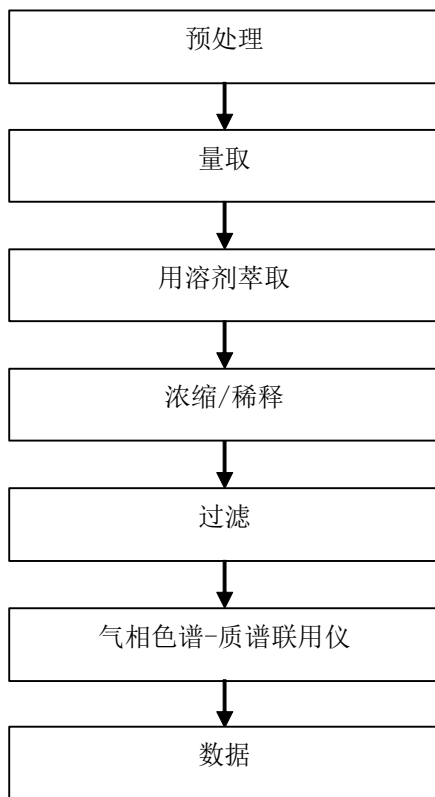 预处理
量取
用溶剂萃取
浓缩/稀释
过滤
气相色谱-质谱联用仪
数据